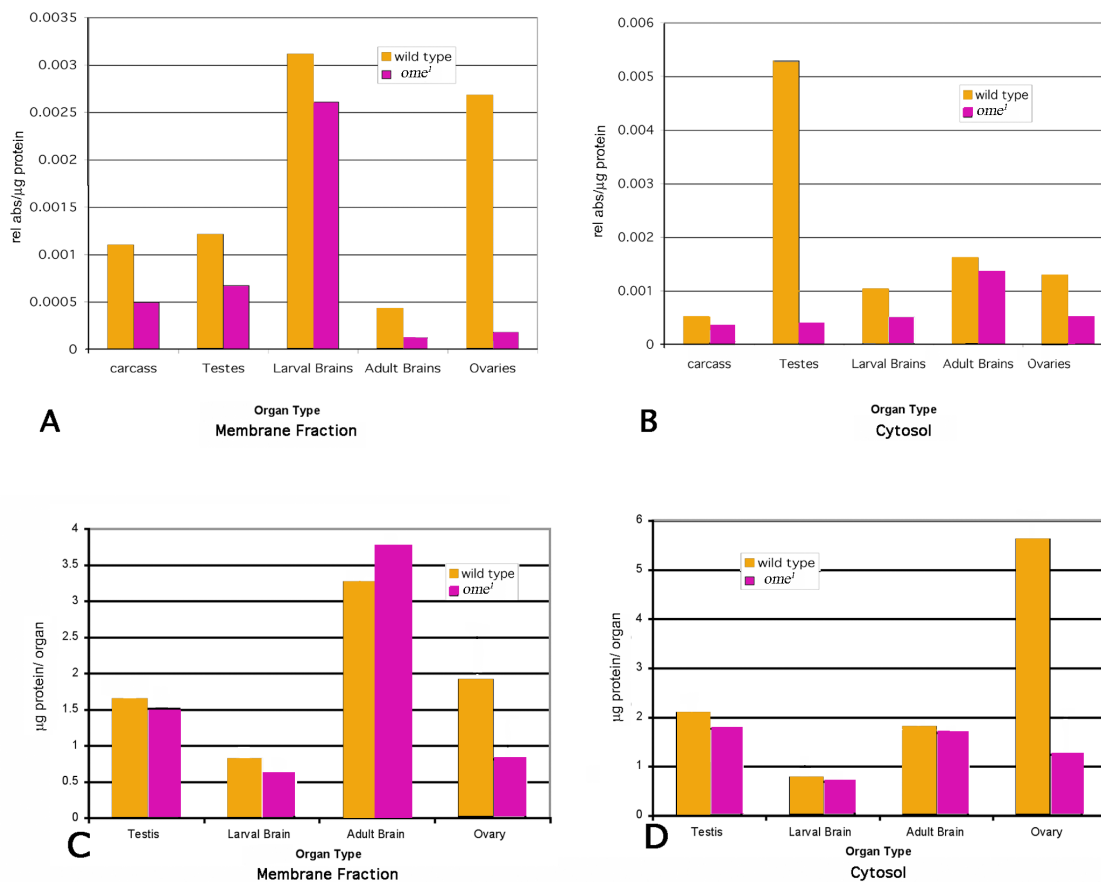 0.0035
0.003
0.0025
0.002
0.0015
0.001
0.0005
0
rel abs/µg protein
wild type
ome¹
carcass Testes Larval Brains Adult Brains Ovaries
A
Organ Type
Membrane Fraction
0.006
0.005
0.004
0.003
0.002
0.001
0
rel abs/µg protein
wild type
ome¹
carcass Testes Larval Brains Adult Brains Ovaries
B
Organ Type
Cytosol
4
3.5
3
2.5
2
1.5
1
0.5
0
µg protein/ organ
wild type
ome¹
Testis Larval Brain Adult Brain Ovary
C
Organ Type
Membrane Fraction
6
5
4
3
2
1
0
µg protein/ organ
wild type
ome¹
Testis Larval Brain Adult Brain Ovary
D
Organ Type
Cytosol